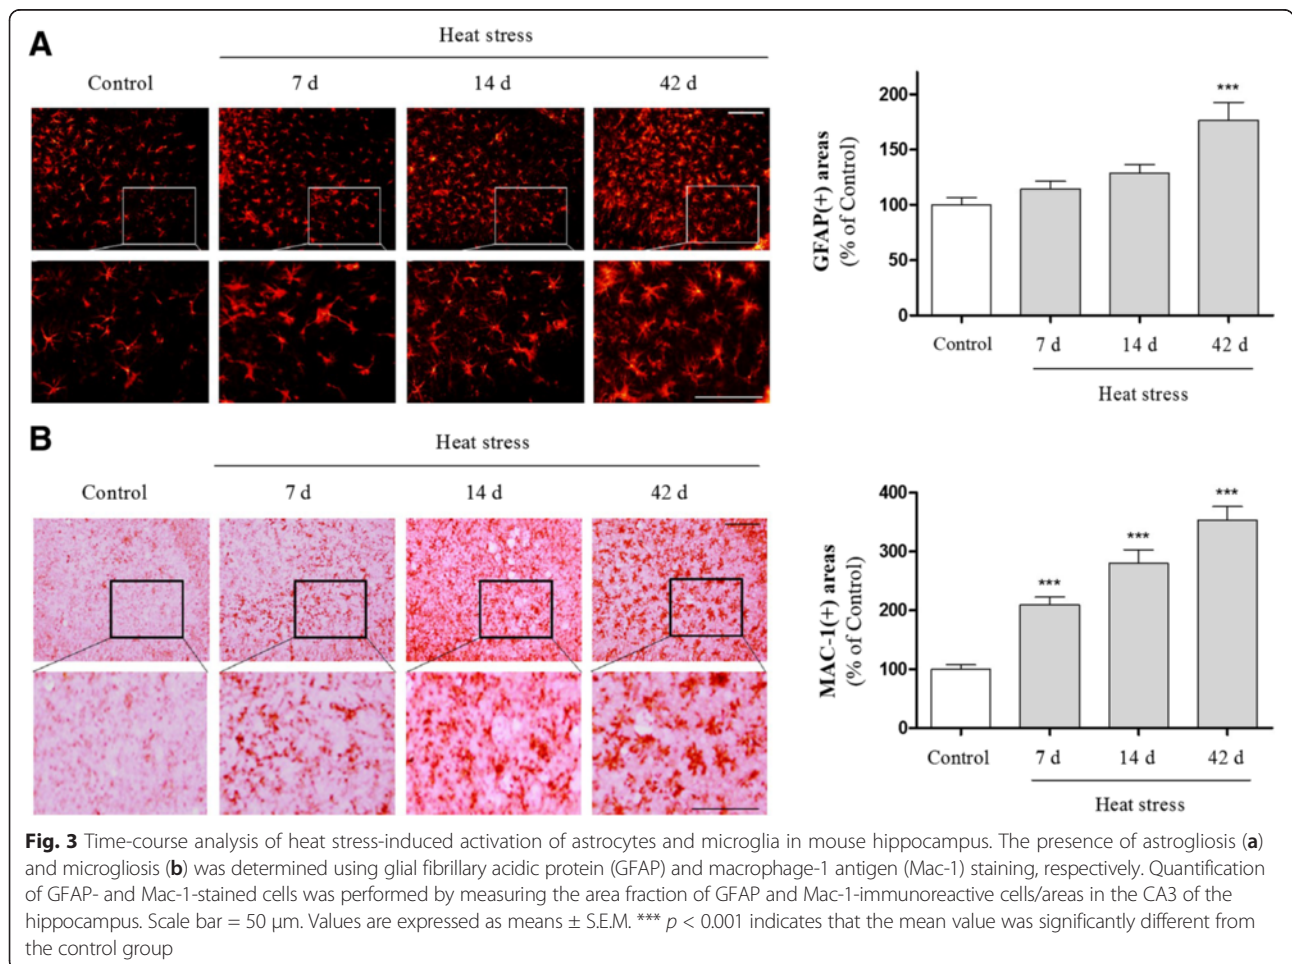 A
Heat stress
Control 7 d 14 d 42 d
GFAP(+) areas
(% of Control)
200
150
100
50
0
***
Control 7 d 14 d 42 d
Heat stress
B
Heat stress
Control 7 d 14 d 42 d
MAC-1(+) areas
(% of Control)
400
300
200
100
0
*** *** ***
Control 7 d 14 d 42 d
Heat stress
Fig. 3 Time-course analysis of heat stress-induced activation of astrocytes and microglia in mouse hippocampus. The presence of astrogliosis (a)
and microgliosis (b) was determined using glial fibrillary acidic protein (GFAP) and macrophage-1 antigen (Mac-1) staining, respectively. Quantification
of GFAP- and Mac-1-stained cells was performed by measuring the area fraction of GFAP and Mac-1-immunoreactive cells/areas in the CA3 of the
hippocampus. Scale bar = 50 μm. Values are expressed as means ± S.E.M. *** p < 0.001 indicates that the mean value was significantly different from
the control group